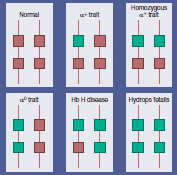 Normal
α+ trait
Homozygous
α+ trait
α0 trait
Hb H disease
Hydrops fetalis